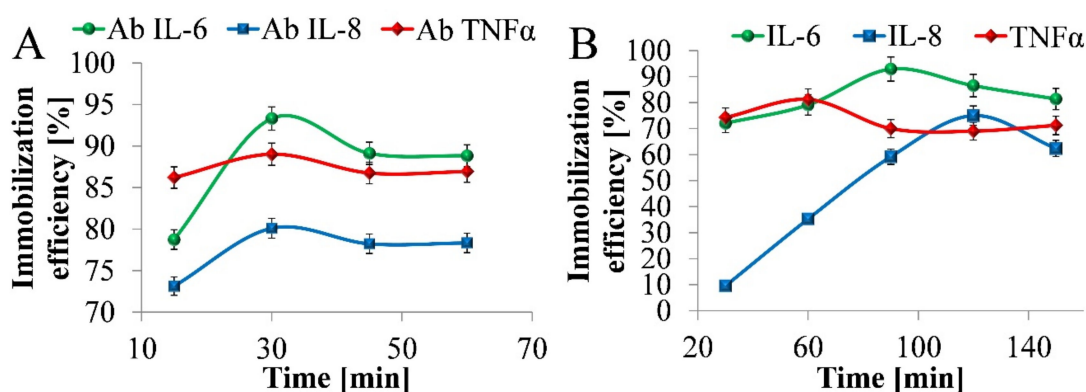 A
Ab IL-6 Ab IL-8 Ab TNFα
Immobilization
efficiency [%]
100
95
90
85
80
75
70
10 30 50 70
Time [min]
B
IL-6 IL-8 TNFα
Immobilization
efficiency [%]
100
90
80
70
60
50
40
30
20
10
0
20 60 100 140
Time [min]